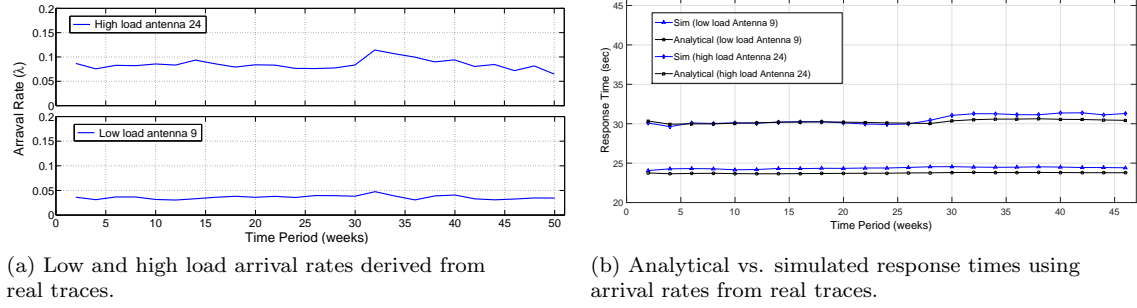 0.2
0.15
0.1
0.05
0
High load antenna 24
0.2
0.15
0.1
0.05
0
Low load antenna 9
Arraval Rate (λ)
0 5 10 15 20 25 30 35 40 45 50
Time Period (weeks)
(a) Low and high load arrival rates derived from
real traces.
45
40
35
30
25
20
Response Time (sec)
Sim (low load Antenna 9)
Analytical (low load Antenna 9)
Sim (high load Antenna 24)
Analytical (high load Antenna 24)
0 5 10 15 20 25 30 35 40 45
Time Period (weeks)
(b) Analytical vs. simulated response times using
arrival rates from real traces.